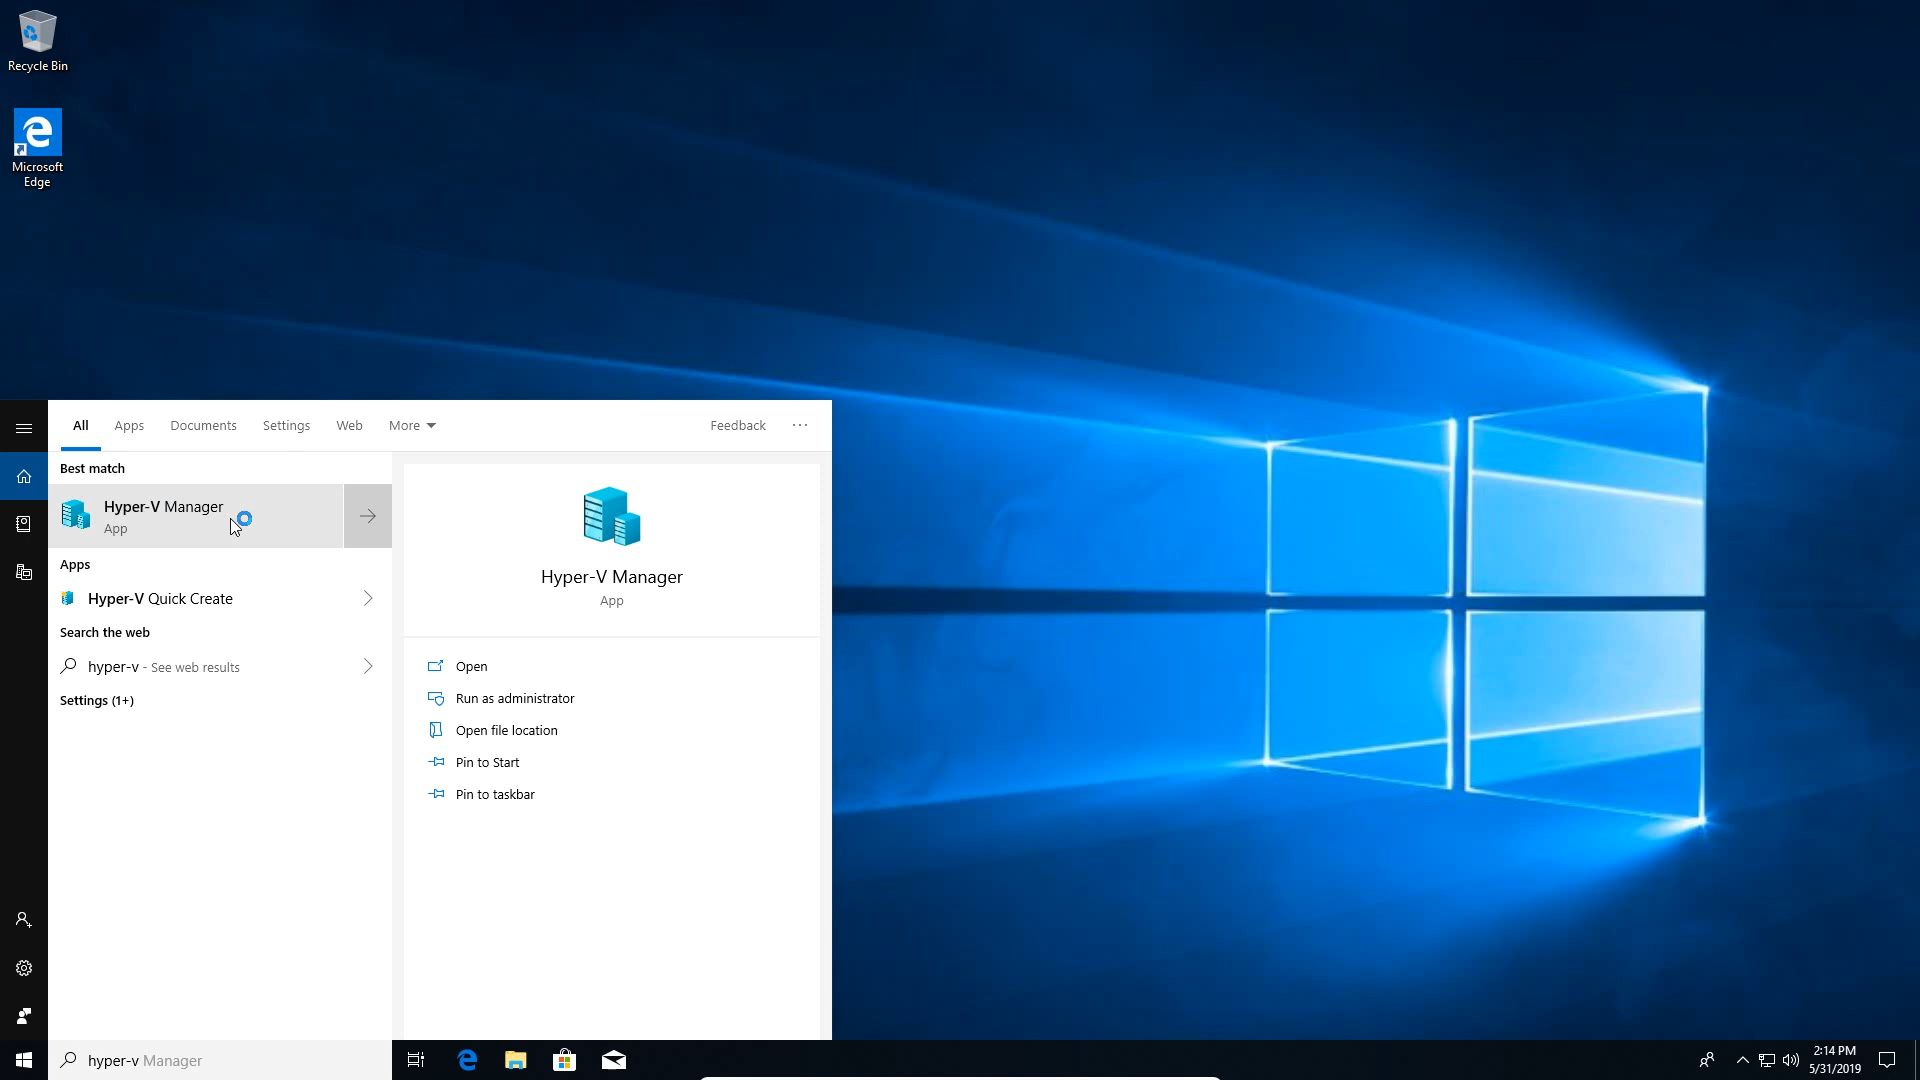 Recycle Bin
Microsoft
Edge
All Apps Documents Settings Web More Feedback
Best match
Hyper-V Manager
App
Apps
Hyper-V Quick Create
Search the web
hyper-v - See web results
Settings (1+)
Hyper-V Manager
App
Open
Run as administrator
Open file location
Pin to Start
Pin to taskbar
hyper-v Manager
2:14 PM
5/31/2019